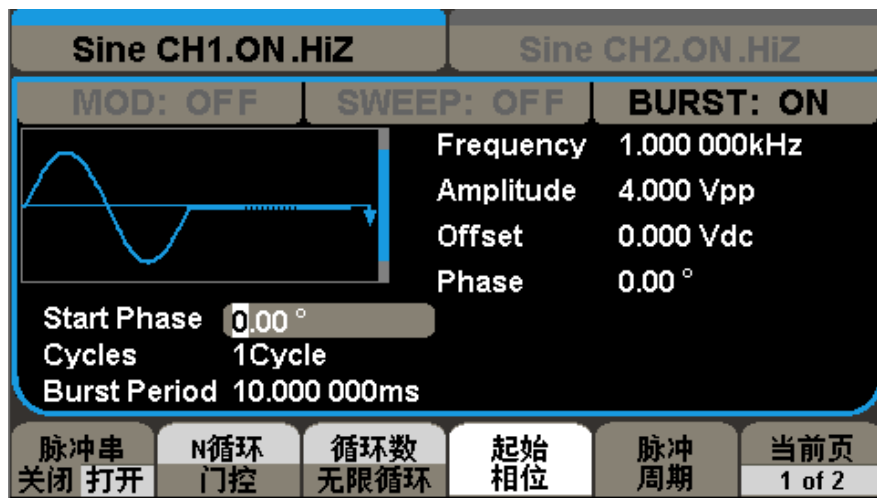 Sine CH1.ON.HiZ
Sine CH2.ON.HiZ
MOD: OFF
SWEEP: OFF
BURST: ON
Frequency 1.000 000kHz
Amplitude 4.000 Vpp
Offset 0.000 Vdc
Phase 0.00 °
Start Phase 0.00 °
Cycles 1Cycle
Burst Period 10.000 000ms
脉冲串
关闭 打开
N循环
门控
循环数
无限循环
起始
相位
脉冲
周期
当前页
1 of 2